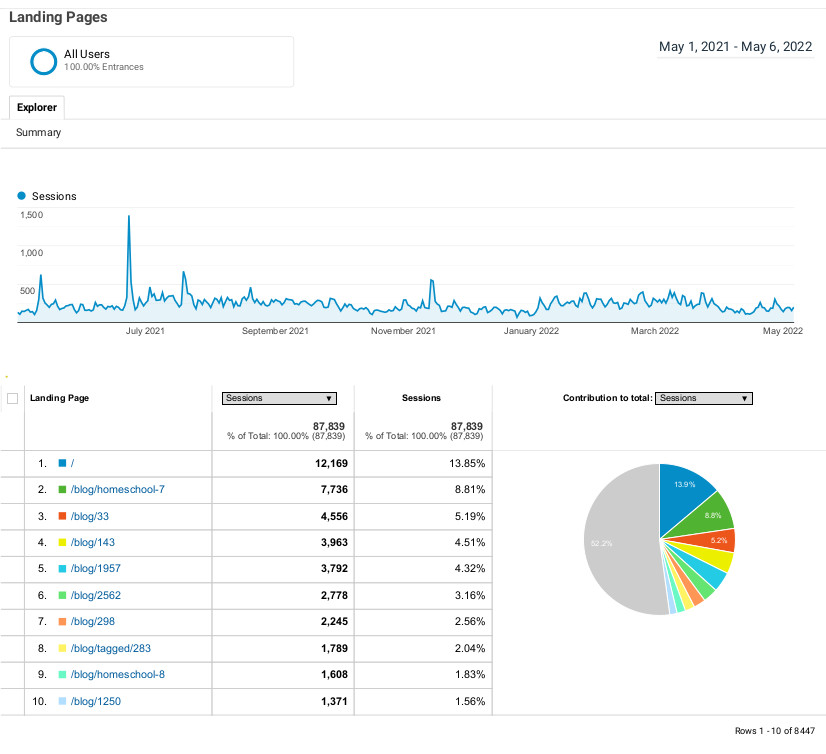 Landing Pages
All Users
100.00% Entrances
May 1, 2021 - May 6, 2022
Explorer
Summary
Sessions
1,500
1,000
500
July 2021 September 2021 November 2021 January 2022 March 2022 May 2022
Landing Page Sessions ▼ Sessions Contribution to total: Sessions ▼
87,839 87,839
% of Total: 100.00% (87,839) % of Total: 100.00% (87,839)
1. / 12,169 13.85%
2. /blog/homeschool-7 7,736 8.81%
3. /blog/33 4,556 5.19%
4. /blog/143 3,963 4.51%
5. /blog/1957 3,792 4.32%
6. /blog/2562 2,778 3.16%
7. /blog/298 2,245 2.56%
8. /blog/tagged/283 1,789 2.04%
9. /blog/homeschool-8 1,608 1.83%
10. /blog/1250 1,371 1.56%
13.9%
8.8%
5.2%
52.2%
Rows 1 - 10 of 8447